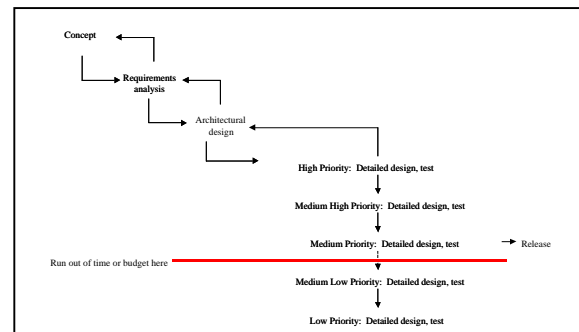 Concept
Requirements
analysis
Architectural
design
High Priority: Detailed design, test
Medium High Priority: Detailed design, test
Medium Priority: Detailed design, test
Release
Run out of time or budget here
Medium Low Priority: Detailed design, test
Low Priority: Detailed design, test